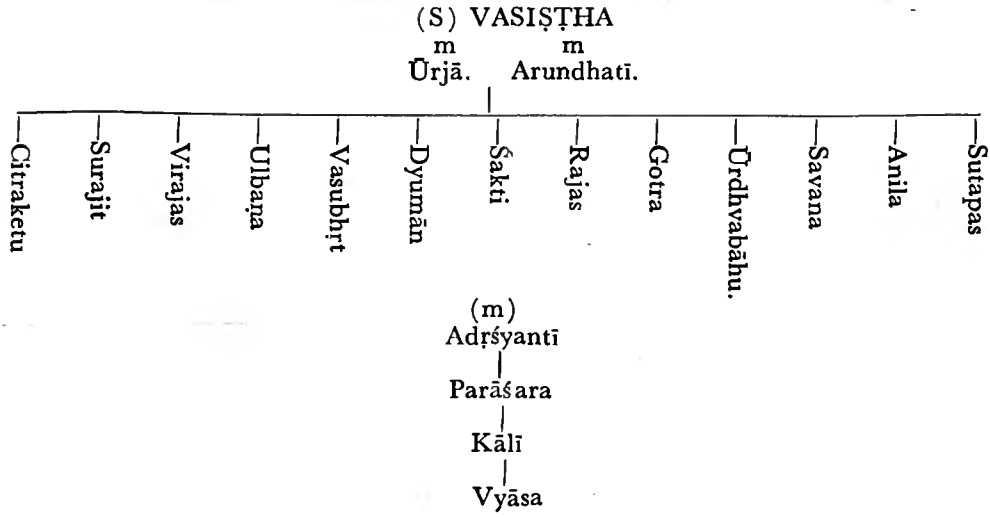 (S) VASIṢṬHA
m m
Ūrjā. Arundhatī.
Citraketu
Surajit
Virajas
Ulbaṇa
Vasubhṛt
Dyumān
Śakti
Rajas
Gotra
Ūrdhvabāhu.
Savana
Anila
Sutapas
(m)
Adṛśyantī
Parāśara
Kālī
Vyāsa